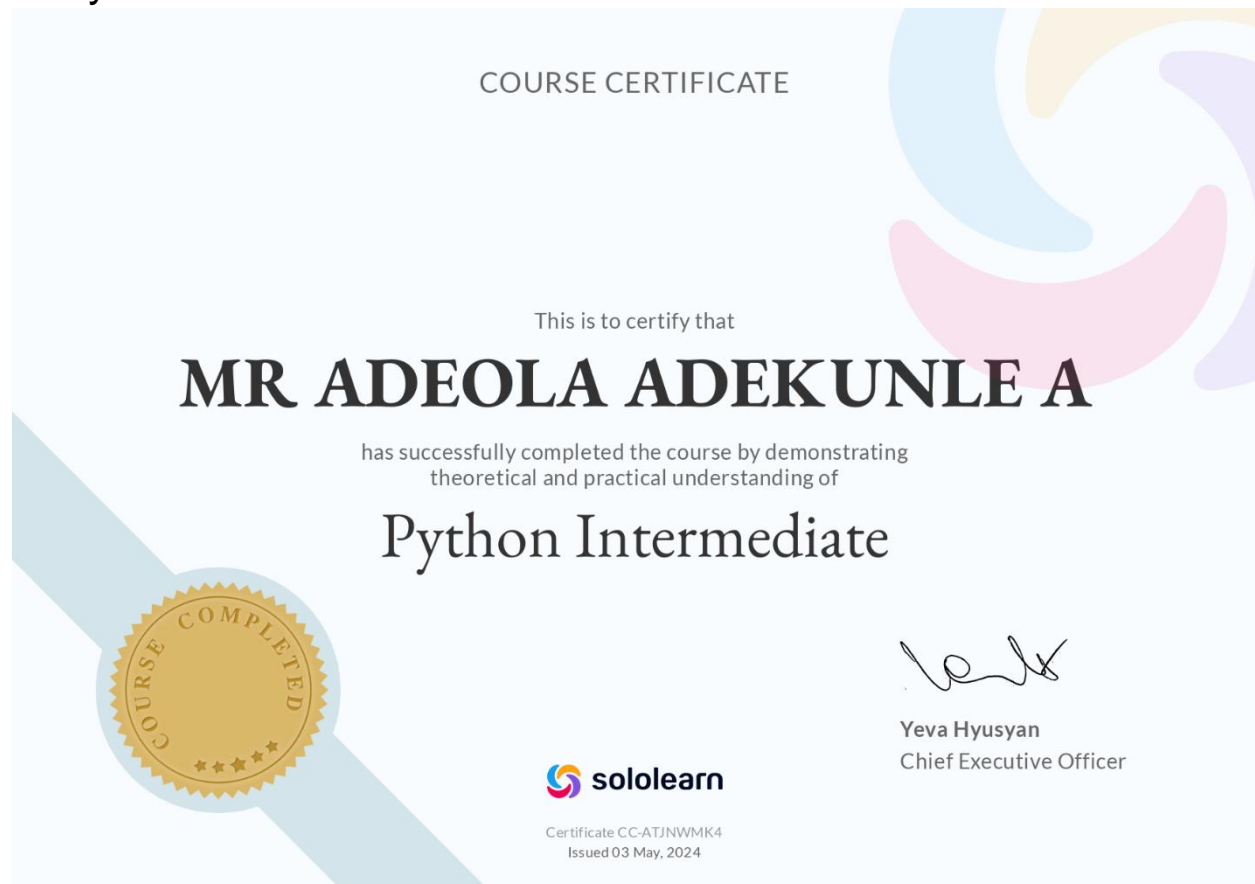 COURSE CERTIFICATE
This is to certify that
MR ADEOLA ADEKUNLE A
has successfully completed the course by demonstrating
theoretical and practical understanding of
Python Intermediate
COURSE COMPLETED
Yeva Hyusyan
Chief Executive Officer
sololearn
Certificate CC-ATJNWMK4
Issued 03 May, 2024